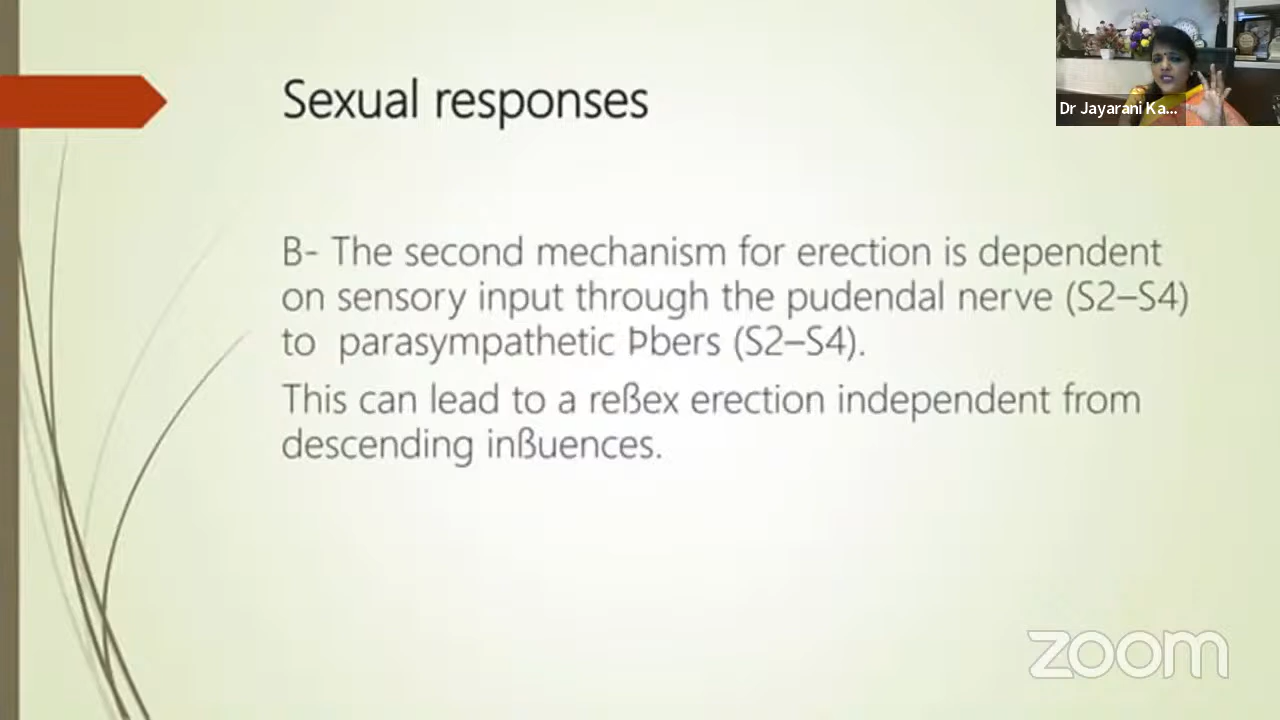 Sexual responses
Dr Jayarani Ka...
B- The second mechanism for erection is dependent
on sensory input through the pudendal nerve (S2–S4)
to parasympathetic Þbers (S2–S4).
This can lead to a reßex erection independent from
descending inßuences.
zoom